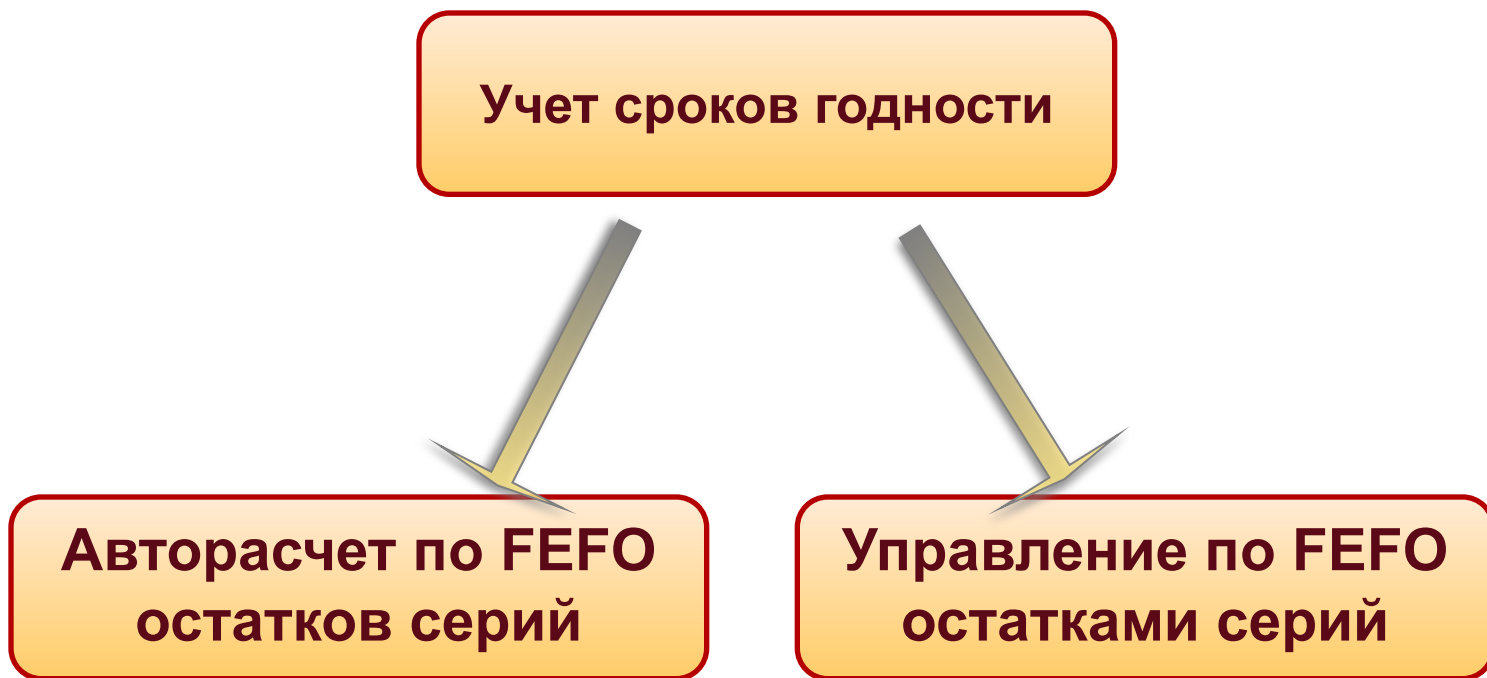 Учет сроков годности
Авторасчет по FEFO
остатков серий
Управление по FEFO
остатками серий